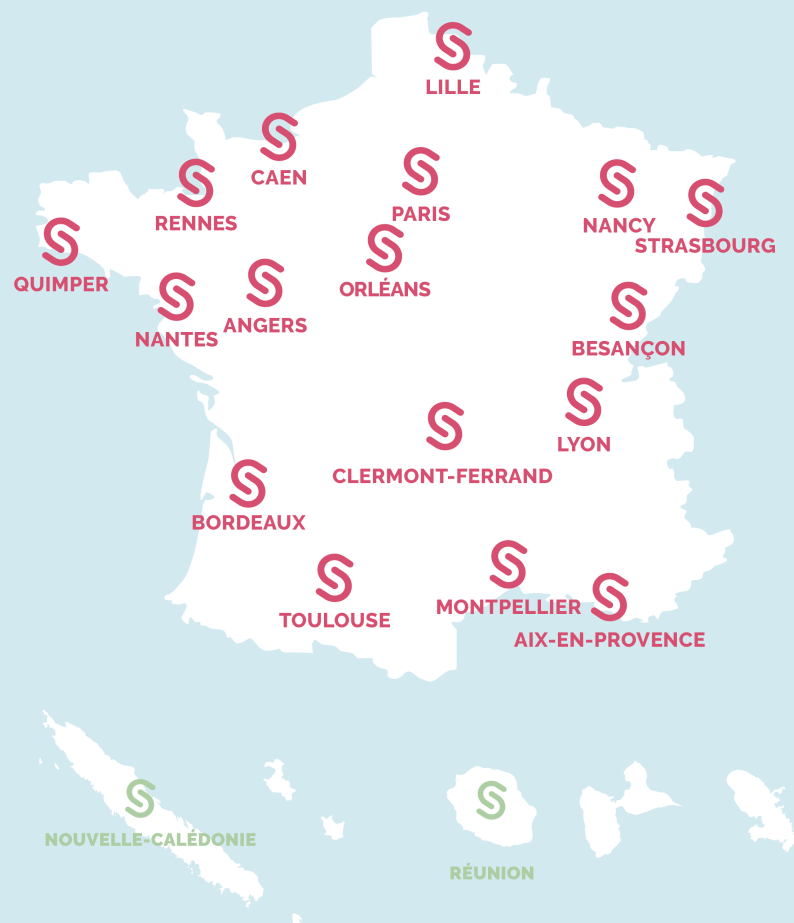 LILLE
CAEN
PARIS
RENNES
NANCY
STRASBOURG
QUIMPER
ORLÉANS
ANGERS
NANTES
BESANÇON
LYON
CLERMONT-FERRAND
BORDEAUX
MONTPELLIER
TOULOUSE
AIX-EN-PROVENCE
NOUVELLE-CALÉDONIE
RÉUNION